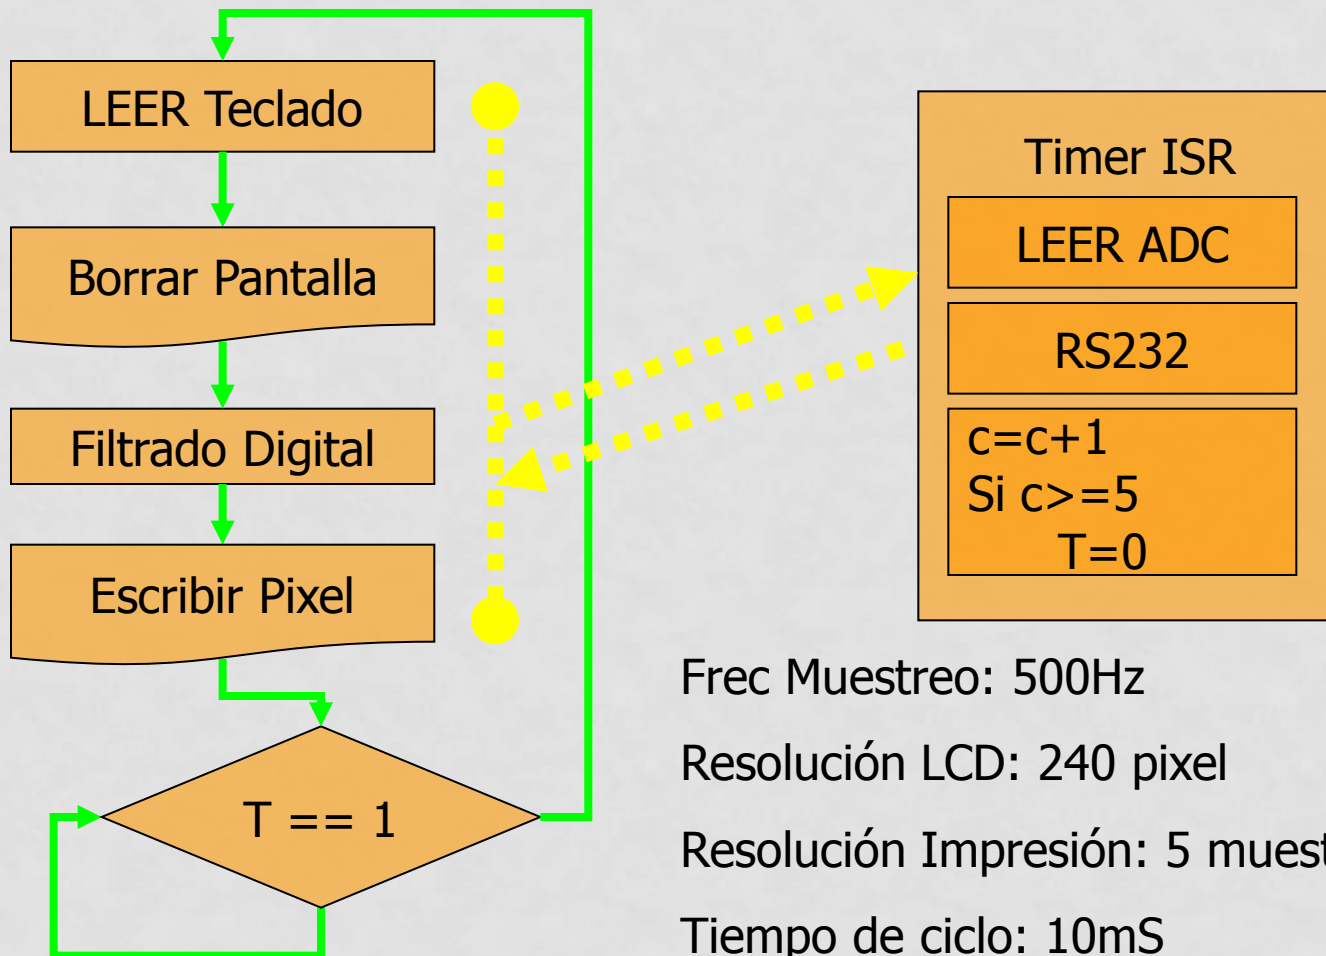 LEER Teclado
Borrar Pantalla
Filtrado Digital
Escribir Pixel
T == 1
Timer ISR
LEER ADC
RS232
c=c+1
Si c>=5
T=0
Frec Muestreo: 500Hz
Resolución LCD: 240 pixel
Resolución Impresión: 5
Tiempo de ciclo: 10mS